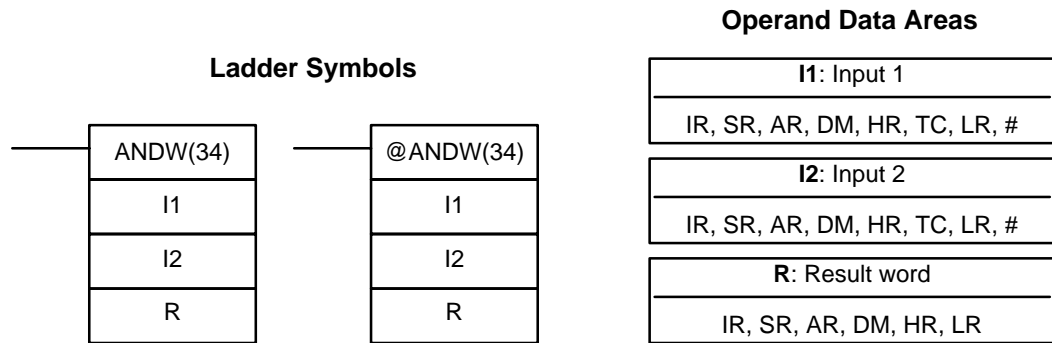 Ladder Symbols
ANDW(34)
I1
I2
R
@ANDW(34)
I1
I2
R
Operand Data Areas
I1: Input 1
IR, SR, AR, DM, HR, TC, LR, #
I2: Input 2
IR, SR, AR, DM, HR, TC, LR, #
R: Result word
IR, SR, AR, DM, HR, LR